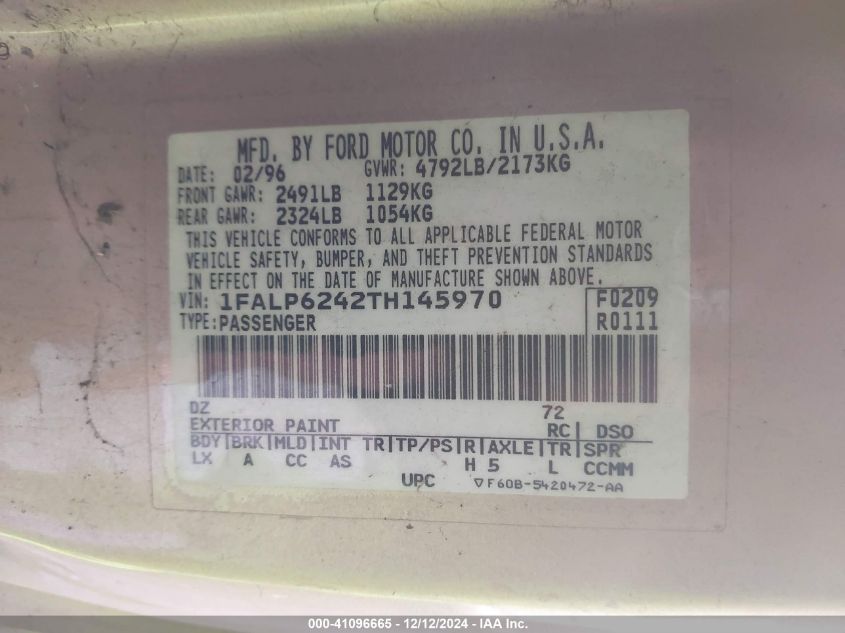 MFD. BY FORD MOTOR CO. IN U.S.A.
DATE: 02/96 GVWR: 4792LB/2173KG
FRONT GAWR: 2491LB 1129KG
REAR GAWR: 2324LB 1054KG
THIS VEHICLE CONFORMS TO ALL APPLICABLE FEDERAL MOTOR
VEHICLE SAFETY, BUMPER, AND THEFT PREVENTION STANDARDS
IN EFFECT ON THE DATE OF MANUFACTURE SHOWN ABOVE.
VIN: 1FALP6242TH145970 F0209
TYPE: PASSENGER R0111
DZ 72
EXTERIOR PAINT RC| DSO
BDY|BRK|MLD|INT TR|TP/PS|R|AXLE|TR|SPR
LX A CC AS H 5 L CCMM
UPC ▽F60B-5420472-AA
000-41096665 - 12/12/2024 - IAA Inc.